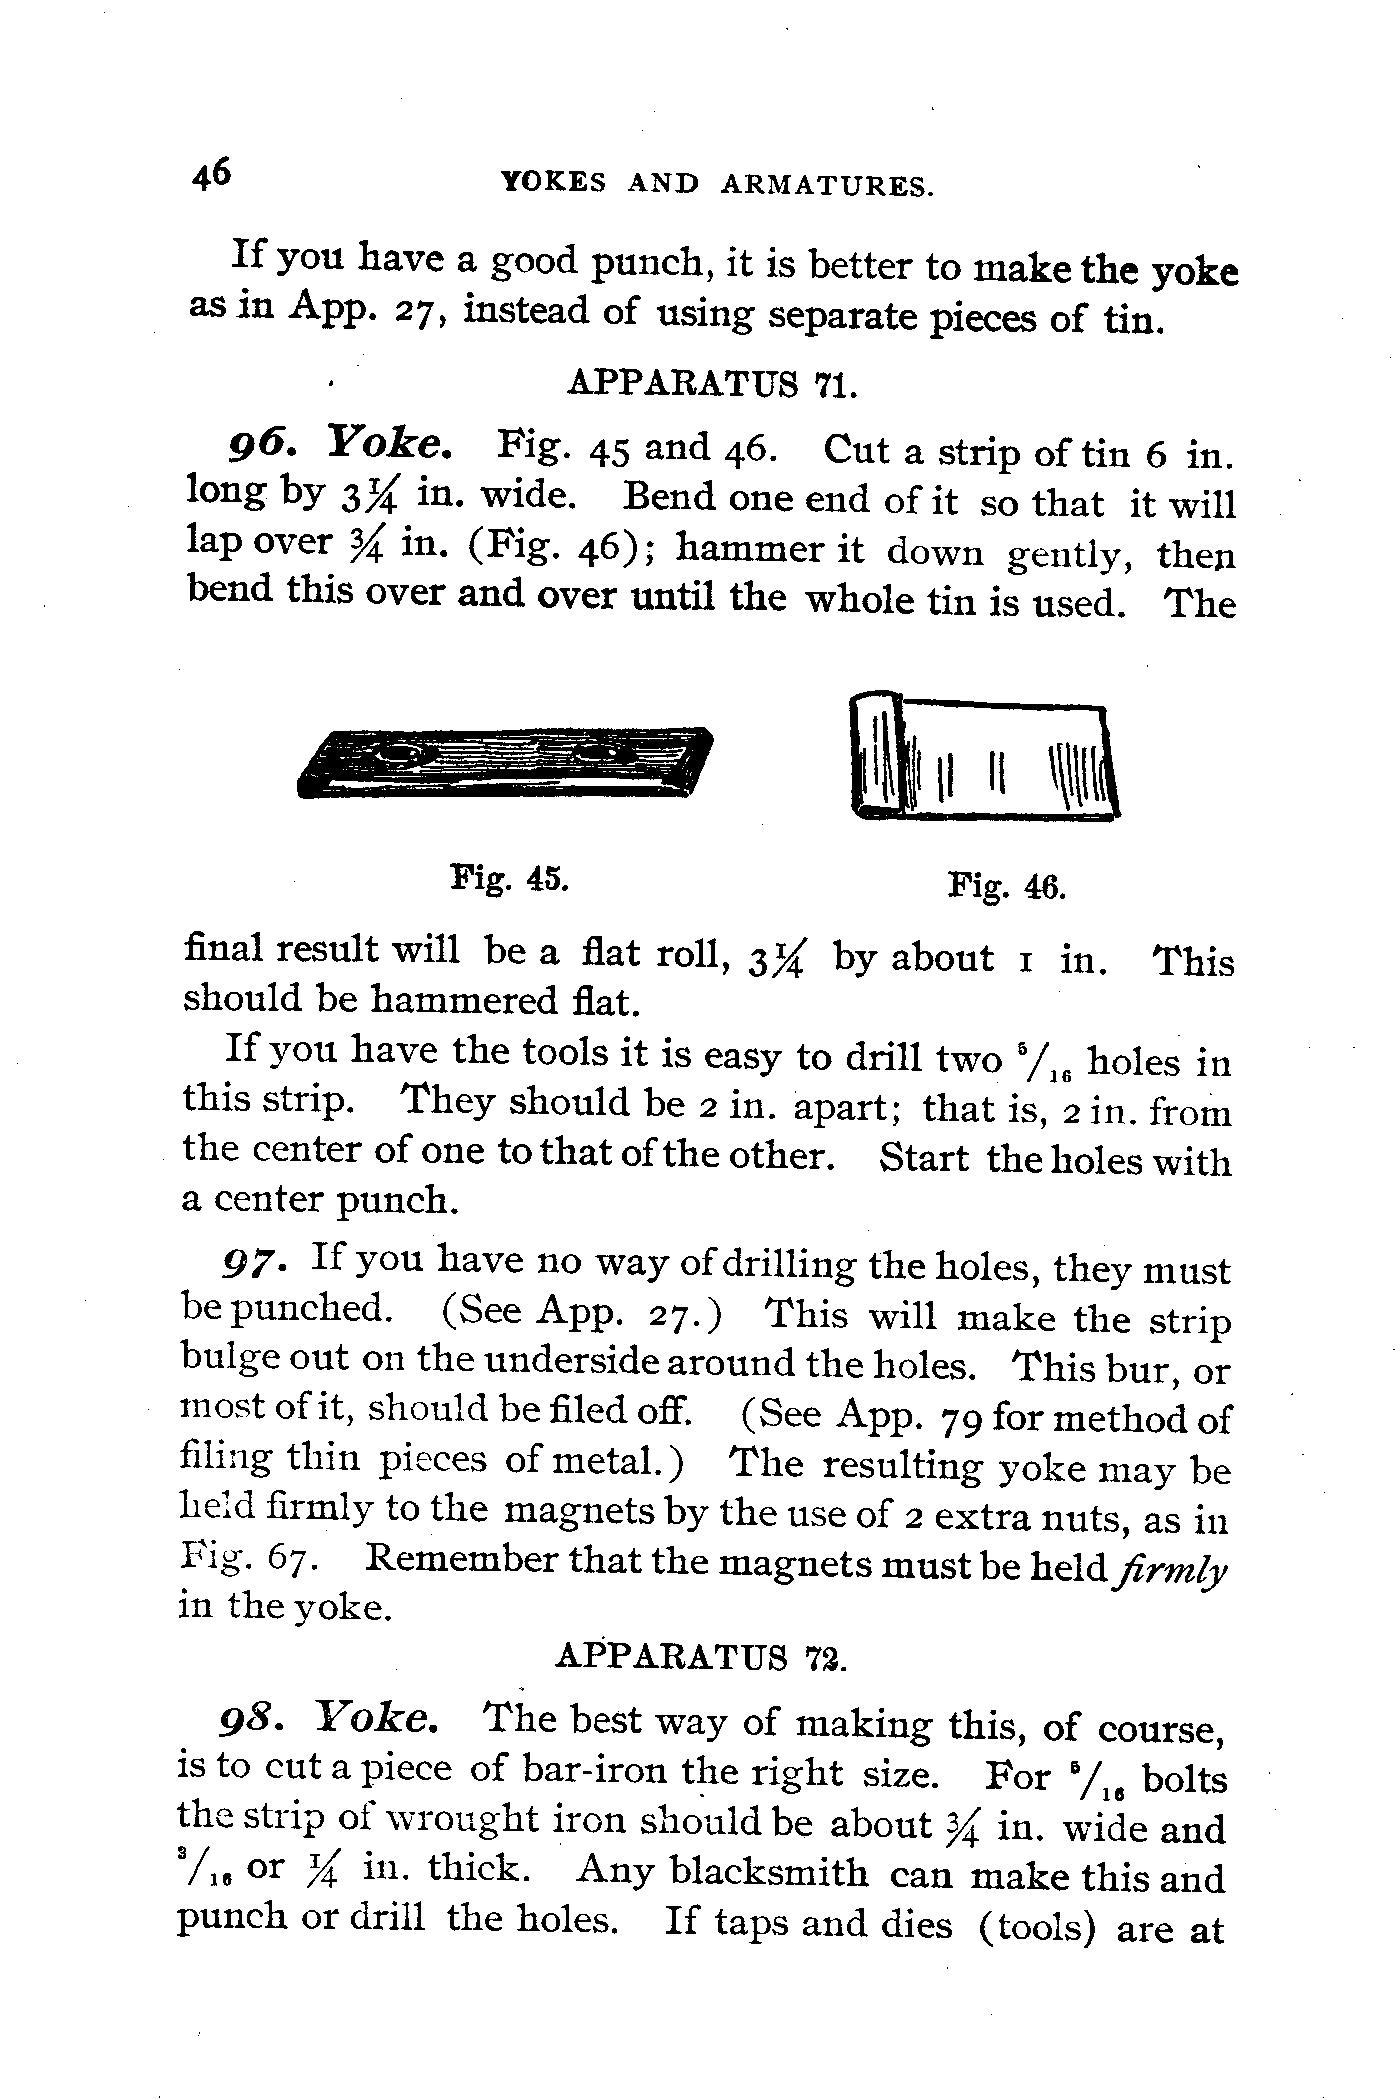 46
YOKES AND ARMATURES.
If you have a good punch, it is better to make the yoke
as in App. 27, instead of using separate pieces of tin.
APPARATUS 71.
96. Yoke. Fig. 45 and 46. Cut a strip of tin 6 in.
long by 3¼ in. wide. Bend one end of it so that it will
lap over ¾ in. (Fig. 46); hammer it down gently, then
bend this over and over until the whole tin is used. The
Fig. 45.
Fig. 46.
final result will be a flat roll, 3¼ by about 1 in. This
should be hammered flat.
If you have the tools it is easy to drill two 5/16 holes in
this strip. They should be 2 in. apart; that is, 2 in. from
the center of one to that of the other. Start the holes with
a center punch.
97. If you have no way of drilling the holes, they must
be punched. (See App. 27.) This will make the strip
bulge out on the underside around the holes. This bur, or
most of it, should be filed off. (See App. 79 for method of
filing thin pieces of metal.) The resulting yoke may be
held firmly to the magnets by the use of 2 extra nuts, as in
Fig. 67. Remember that the magnets must be held firmly
in the yoke.
APPARATUS 72.
98. Yoke. The best way of making this, of course,
is to cut a piece of bar-iron the right size. For 5/16 bolts
the strip of wrought iron should be about ¾ in. wide and
3/16 or ¼ in. thick. Any blacksmith can make this and
punch or drill the holes. If taps and dies (tools) are at